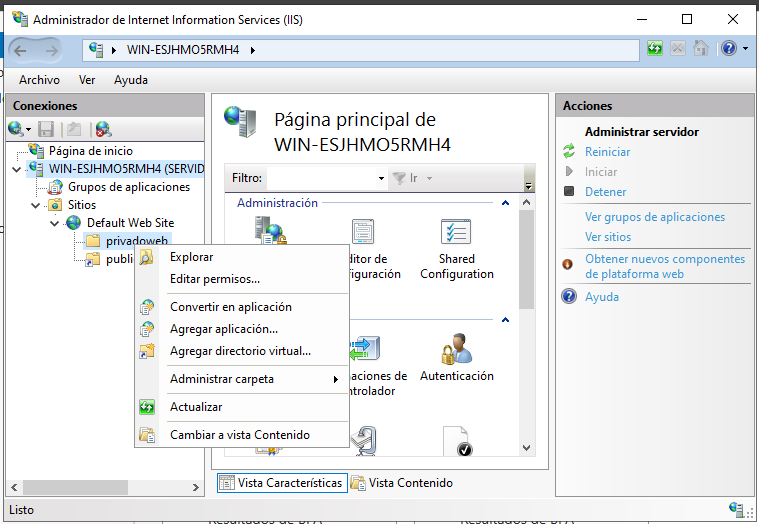 Administrador de Internet Information Services (IIS)
WIN-ESJHMO5RMH4
Archivo Ver Ayuda
Conexiones
Página de inicio
WIN-ESJHMO5RMH4 (SERVID
Grupos de aplicaciones
Sitios
Default Web Site
privadoweb
publi
Explorar
Editar permisos...
Convertir en aplicación
Agregar aplicación...
Agregar directorio virtual...
Administrar carpeta
Actualizar
Cambiar a vista Contenido
Página principal de
WIN-ESJHMO5RMH4
Filtro: Ir
Administración
itor de
figuración
Shared
Configuration
naciones de
ntrolador
Autenticación
Vista Características Vista Contenido
Acciones
Administrar servidor
Reiniciar
Iniciar
Detener
Ver grupos de aplicaciones
Ver sitios
Obtener nuevos componentes
de plataforma web
Ayuda
Listo